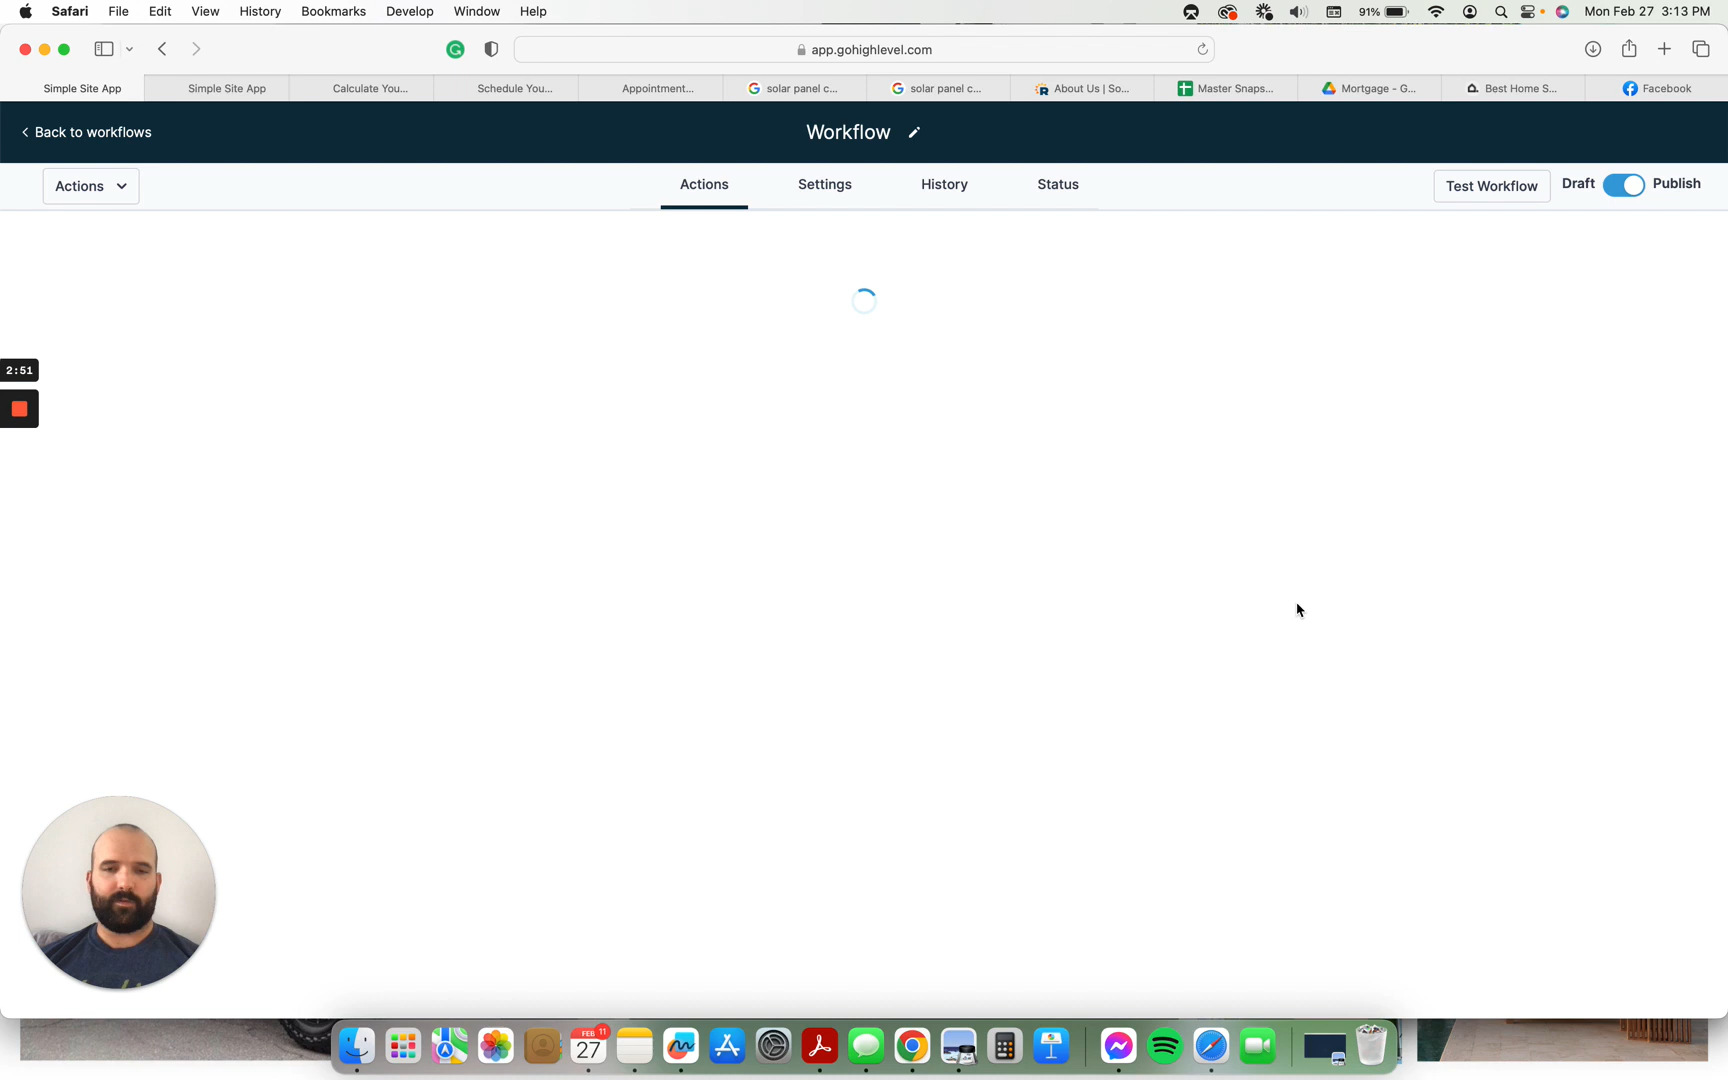 Safari File Edit View History Bookmarks Develop Window Help 91% Mon Feb 27 3:13 PM
app.gohighlevel.com
Simple Site App Simple Site App Calculate You... Schedule You... Appointment... solar panel c... solar panel c... About Us | So... Master Snaps... Mortgage - G... Best Home S... Facebook
Back to workflows Workflow
Actions Actions Settings History Status Test Workflow Draft Publish
2:51
FEB 11
27